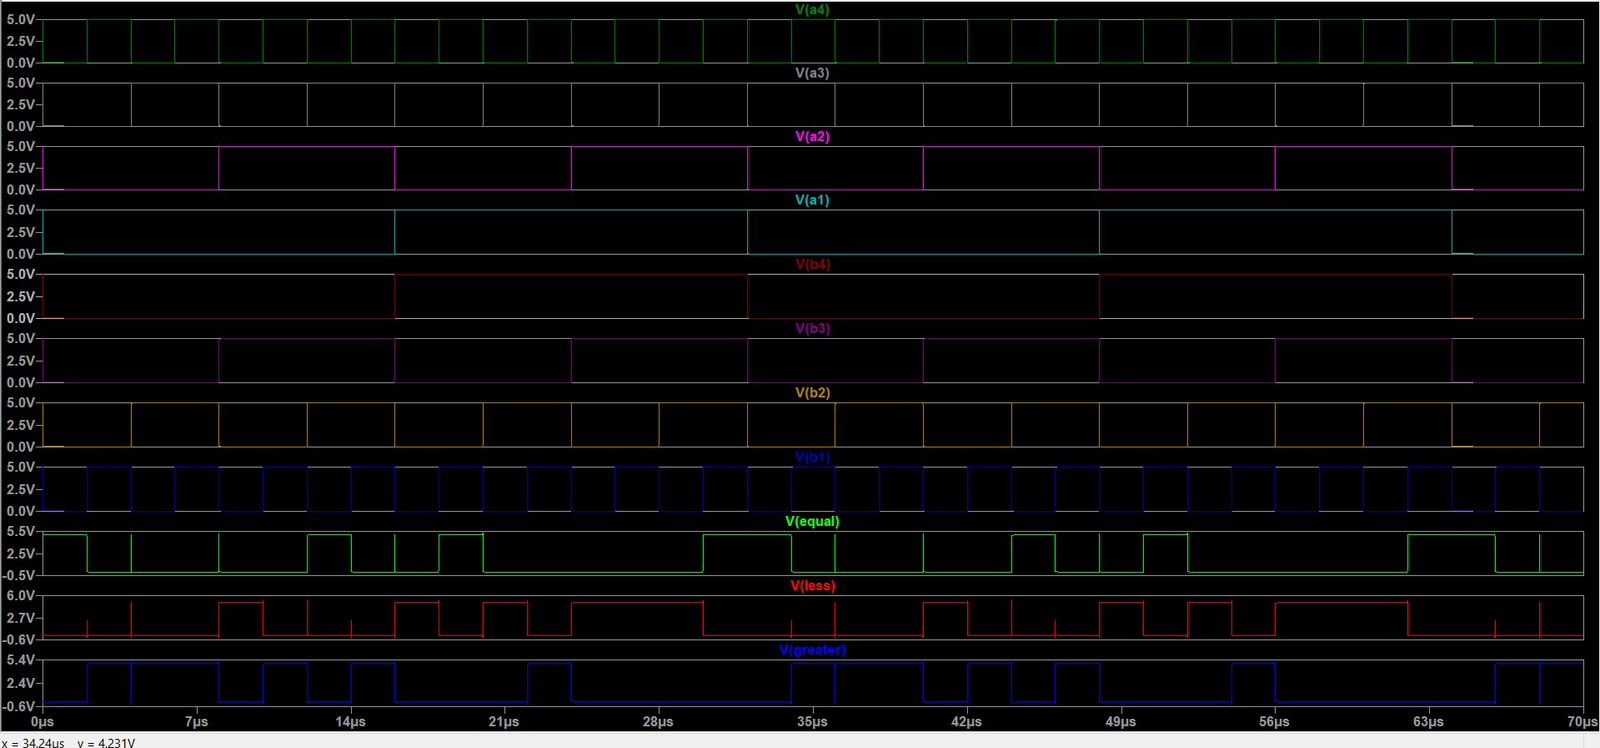 V(a4)
5.0V
2.5V
0.0V
V(a3)
5.0V
2.5V
0.0V
V(a2)
5.0V
2.5V
0.0V
V(a1)
5.0V
2.5V
0.0V
V(b4)
5.0V
2.5V
0.0V
V(b3)
5.0V
2.5V
0.0V
V(b2)
5.0V
2.5V
0.0V
V(b1)
5.0V
2.5V
0.0V
V(equal)
5.5V
2.5V
-0.5V
V(less)
6.0V
2.7V
-0.6V
V(greater)
5.4V
2.4V
-0.6V
0µs 7µs 14µs 21µs 28µs 35µs 42µs 49µs 56µs 63µs 70µs
x = 34.24us v = 4.231V